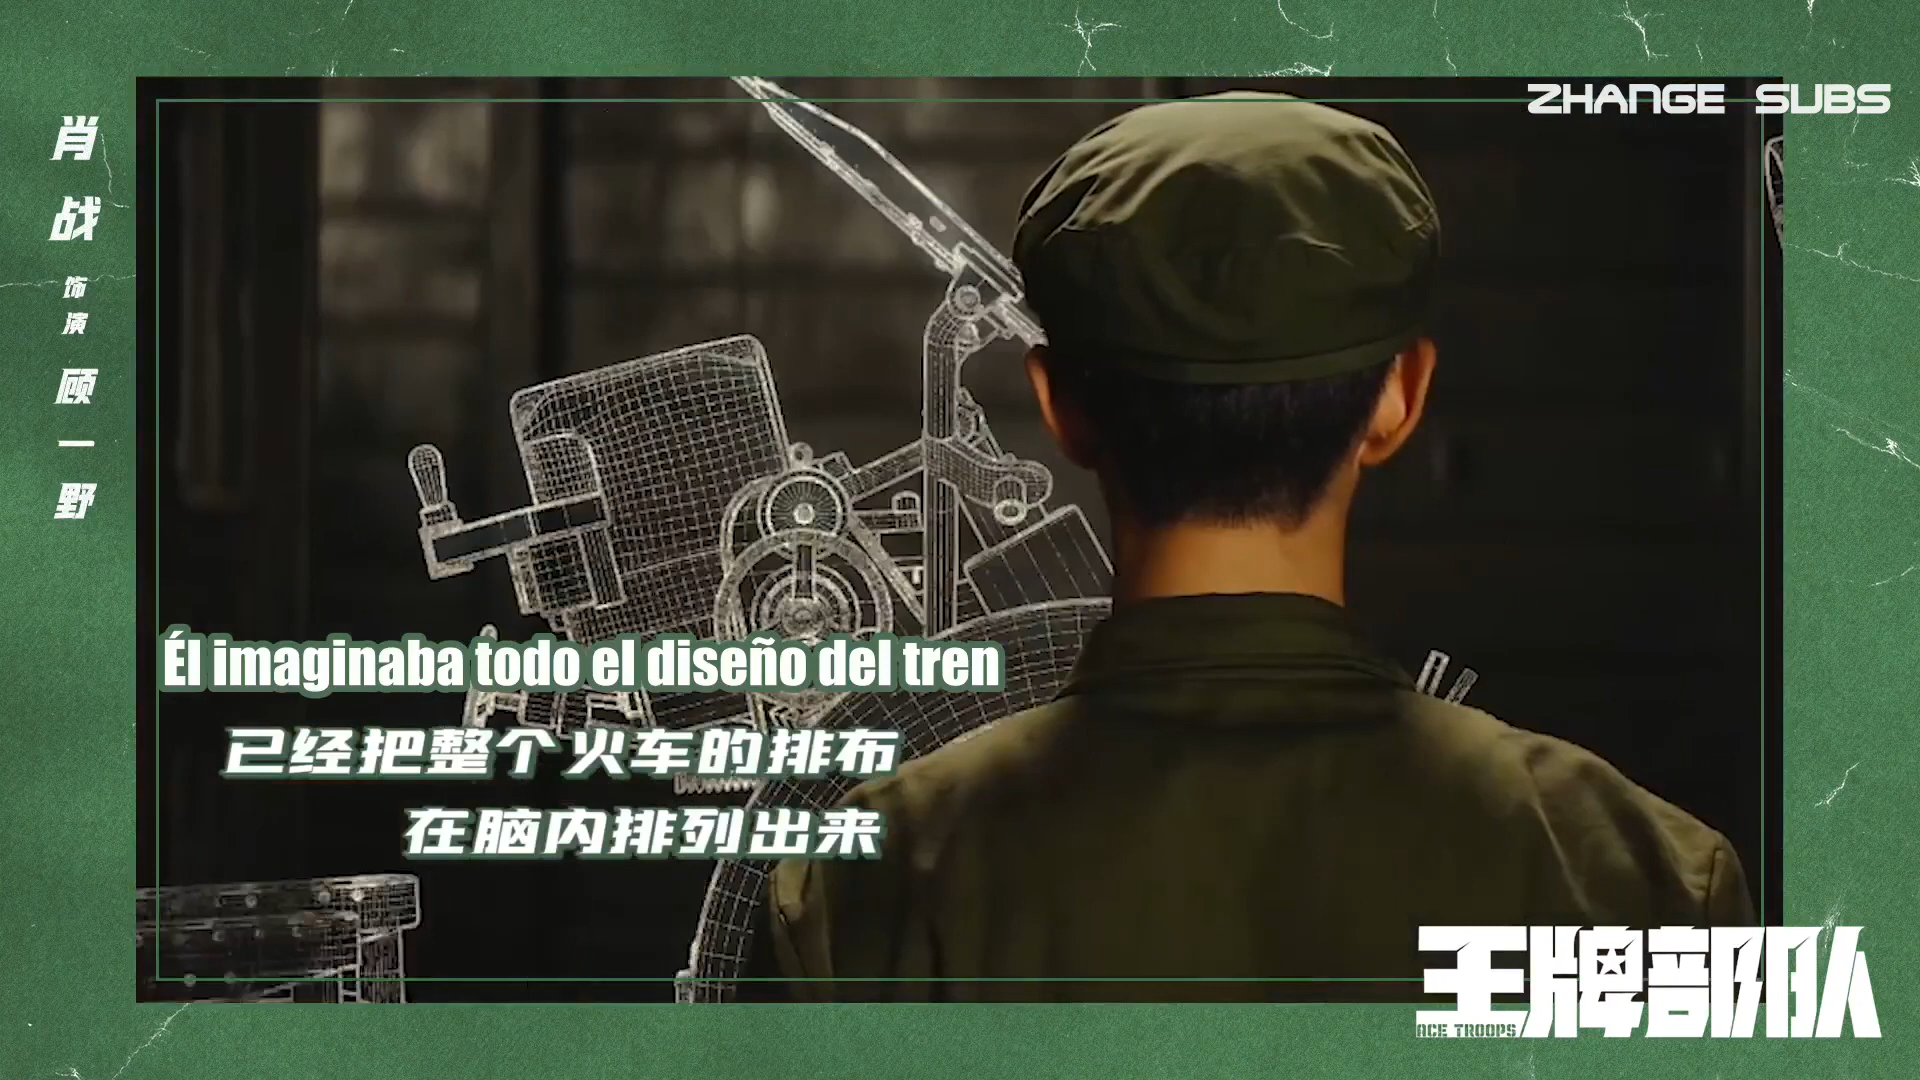 肖战饰演顾一野
ZHANGE SUBS
Él imaginaba todo el diseño del tren
已经把整个火车的排布
在脑内排列出来
王牌部队
ACE TROOPS